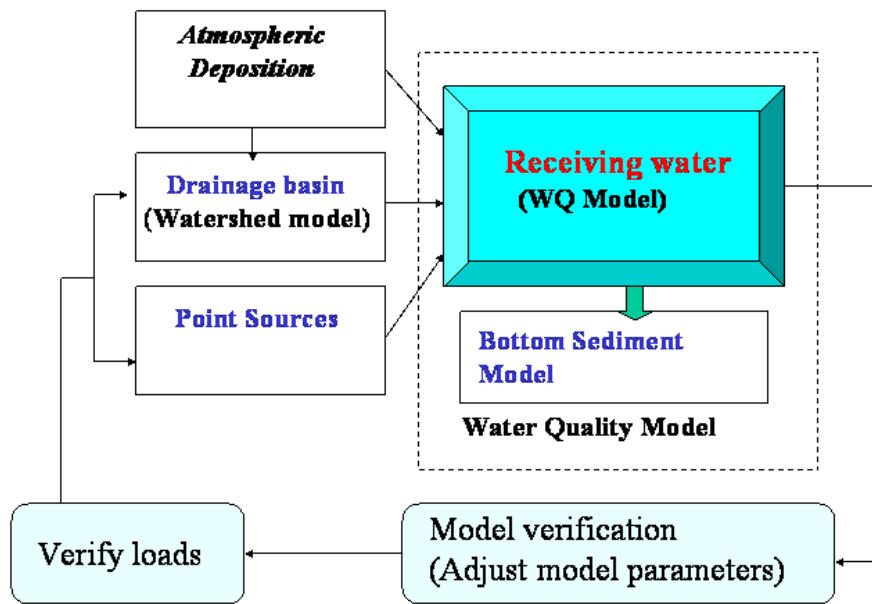 Atmospheric
Deposition
Drainage basin
(Watershed model)
Point Sources
Receiving water
(WQ Model)
Bottom Sediment
Model
Water Quality Model
Verify loads
Model verification
(Adjust model parameters)